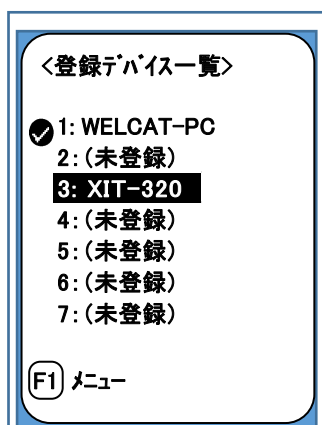 <登録ﾃﾞﾊﾞｲｽ一覧>
1: WELCAT-PC
2:(未登録)
3: XIT-320
4:(未登録)
5:(未登録)
6:(未登録)
7:(未登録)
F1 ﾒﾆｭｰ